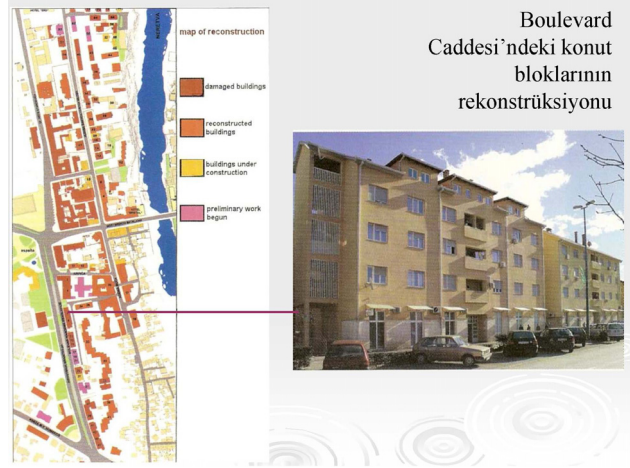 Boulevard
Caddesi’ndeki konut
bloklarının
rekonstrüksiyonu
map of reconstruction
damaged buildings
reconstructed
buildings
buildings under
construction
preliminary work
begun
NERETVA